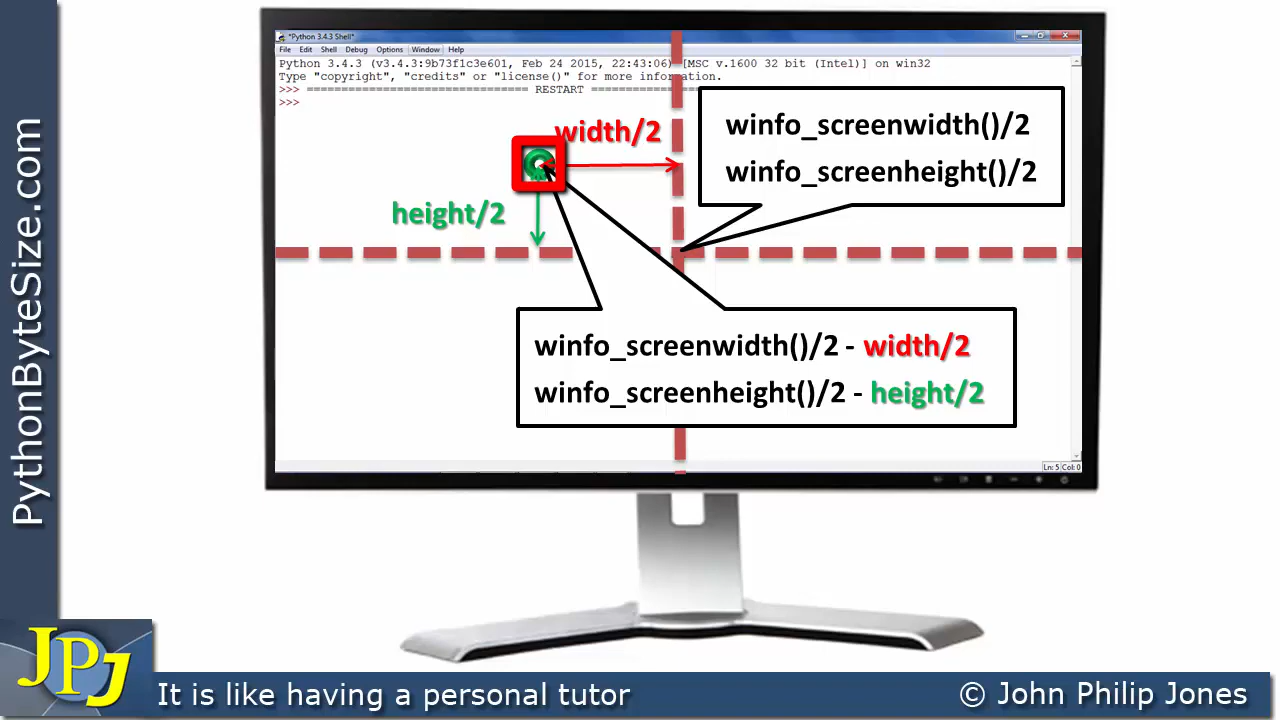 *Python 3.4.3 Shell*
File Edit Shell Debug Options Window Help
Python 3.4.3 (v3.4.3:9b73f1c3e601, Feb 24 2015, 22:43:06) [MSC v.1600 32 bit (Intel)] on win32
Type "copyright", "credits" or "license()" for more information.
>>> ================================ RESTART ================
>>>
width/2
winfo_screenwidth()/2
winfo_screenheight()/2
height/2
winfo_screenwidth()/2 - width/2
winfo_screenheight()/2 - height/2
Ln: 5 Col: 0
PythonByteSize.com
JPJ
It is like having a personal tutor
© John Philip Jones